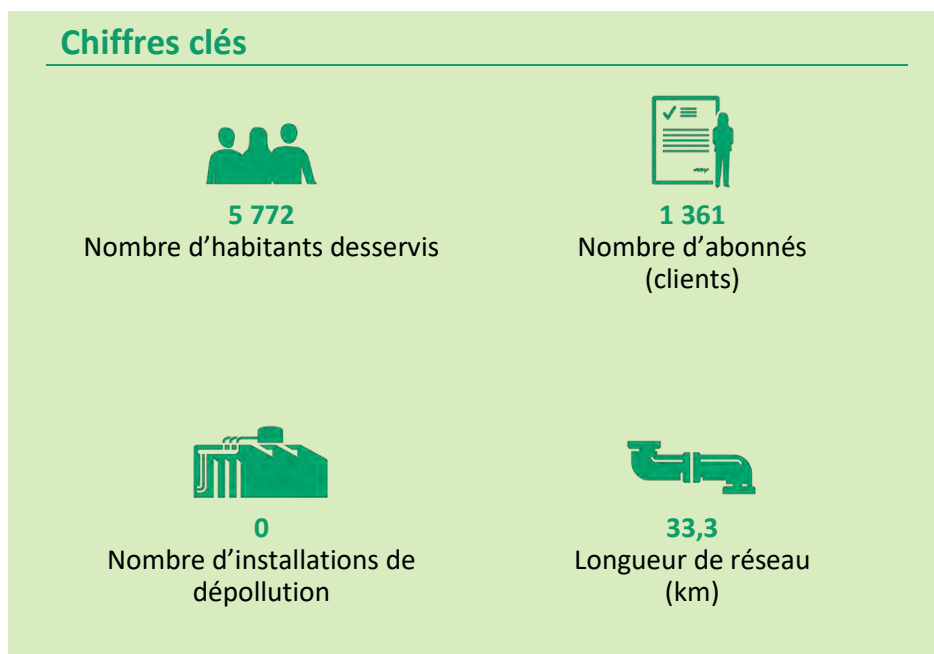 Chiffres clés
5 772
Nombre d’habitants desservis
1 361
Nombre d’abonnés
(clients)
0
Nombre d’installations de
dépollution
33,3
Longueur de réseau
(km)